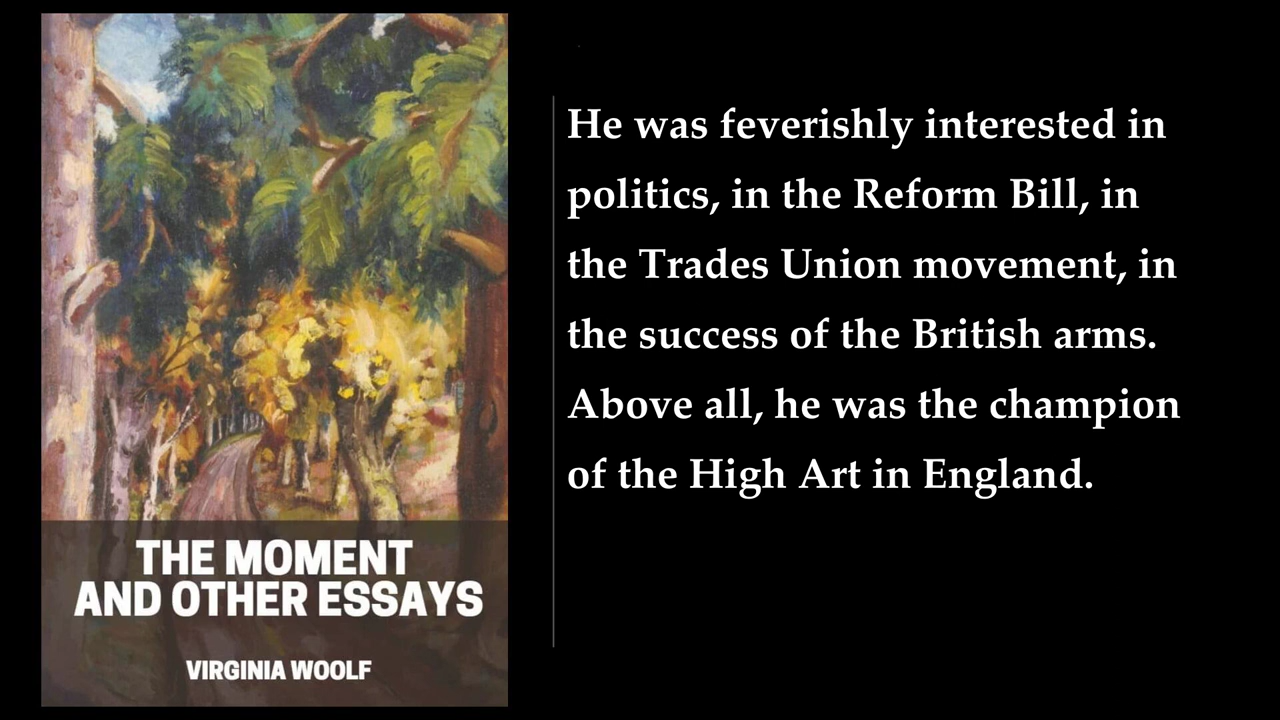 THE MOMENT
AND OTHER ESSAYS
VIRGINIA WOOLF
He was feverishly interested in
politics, in the Reform Bill, in
the Trades Union movement, in
the success of the British arms.
Above all, he was the champion
of the High Art in England.